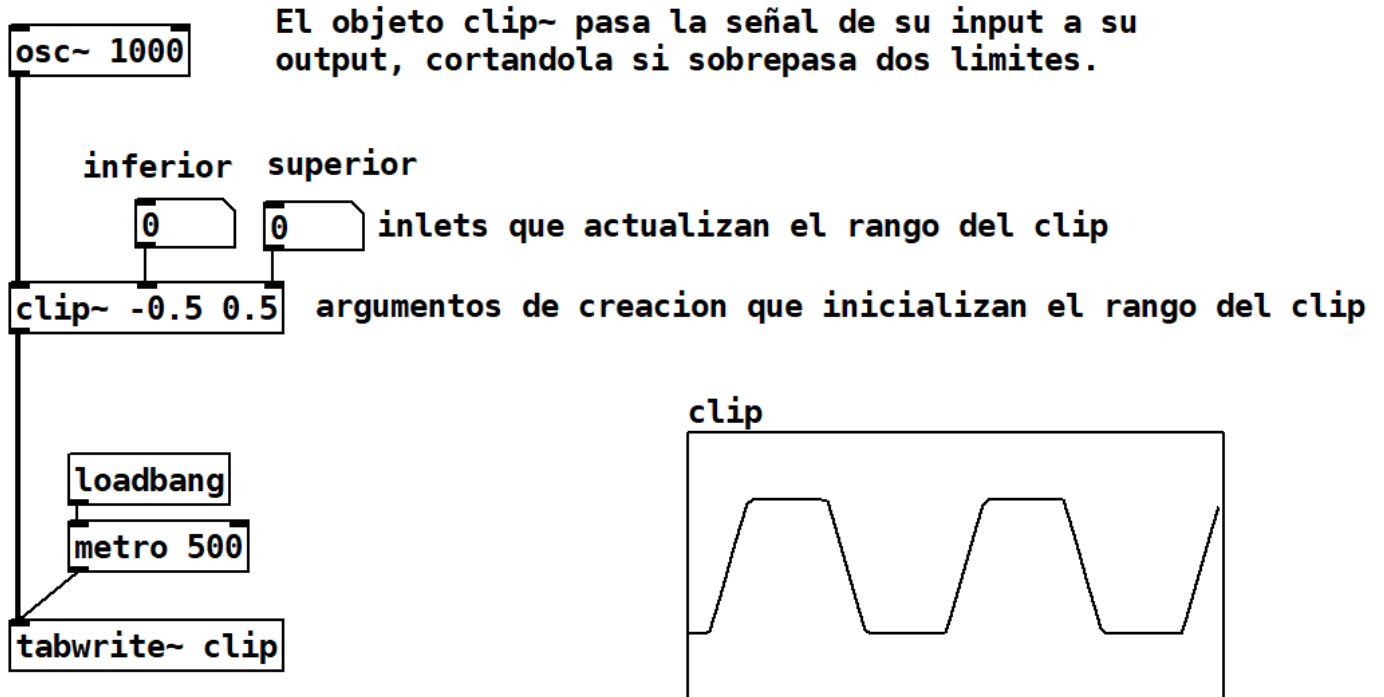 osc~ 1000
El objeto clip~ pasa la señal de su input a su
output, cortandola si sobrepasa dos limites.
inferior
superior
0
0
inlets que actualizan el rango del clip
clip~ -0.5 0.5
argumentos de creacion que inicializan el rango del clip
clip
loadbang
metro 500
tabwrite~ clip